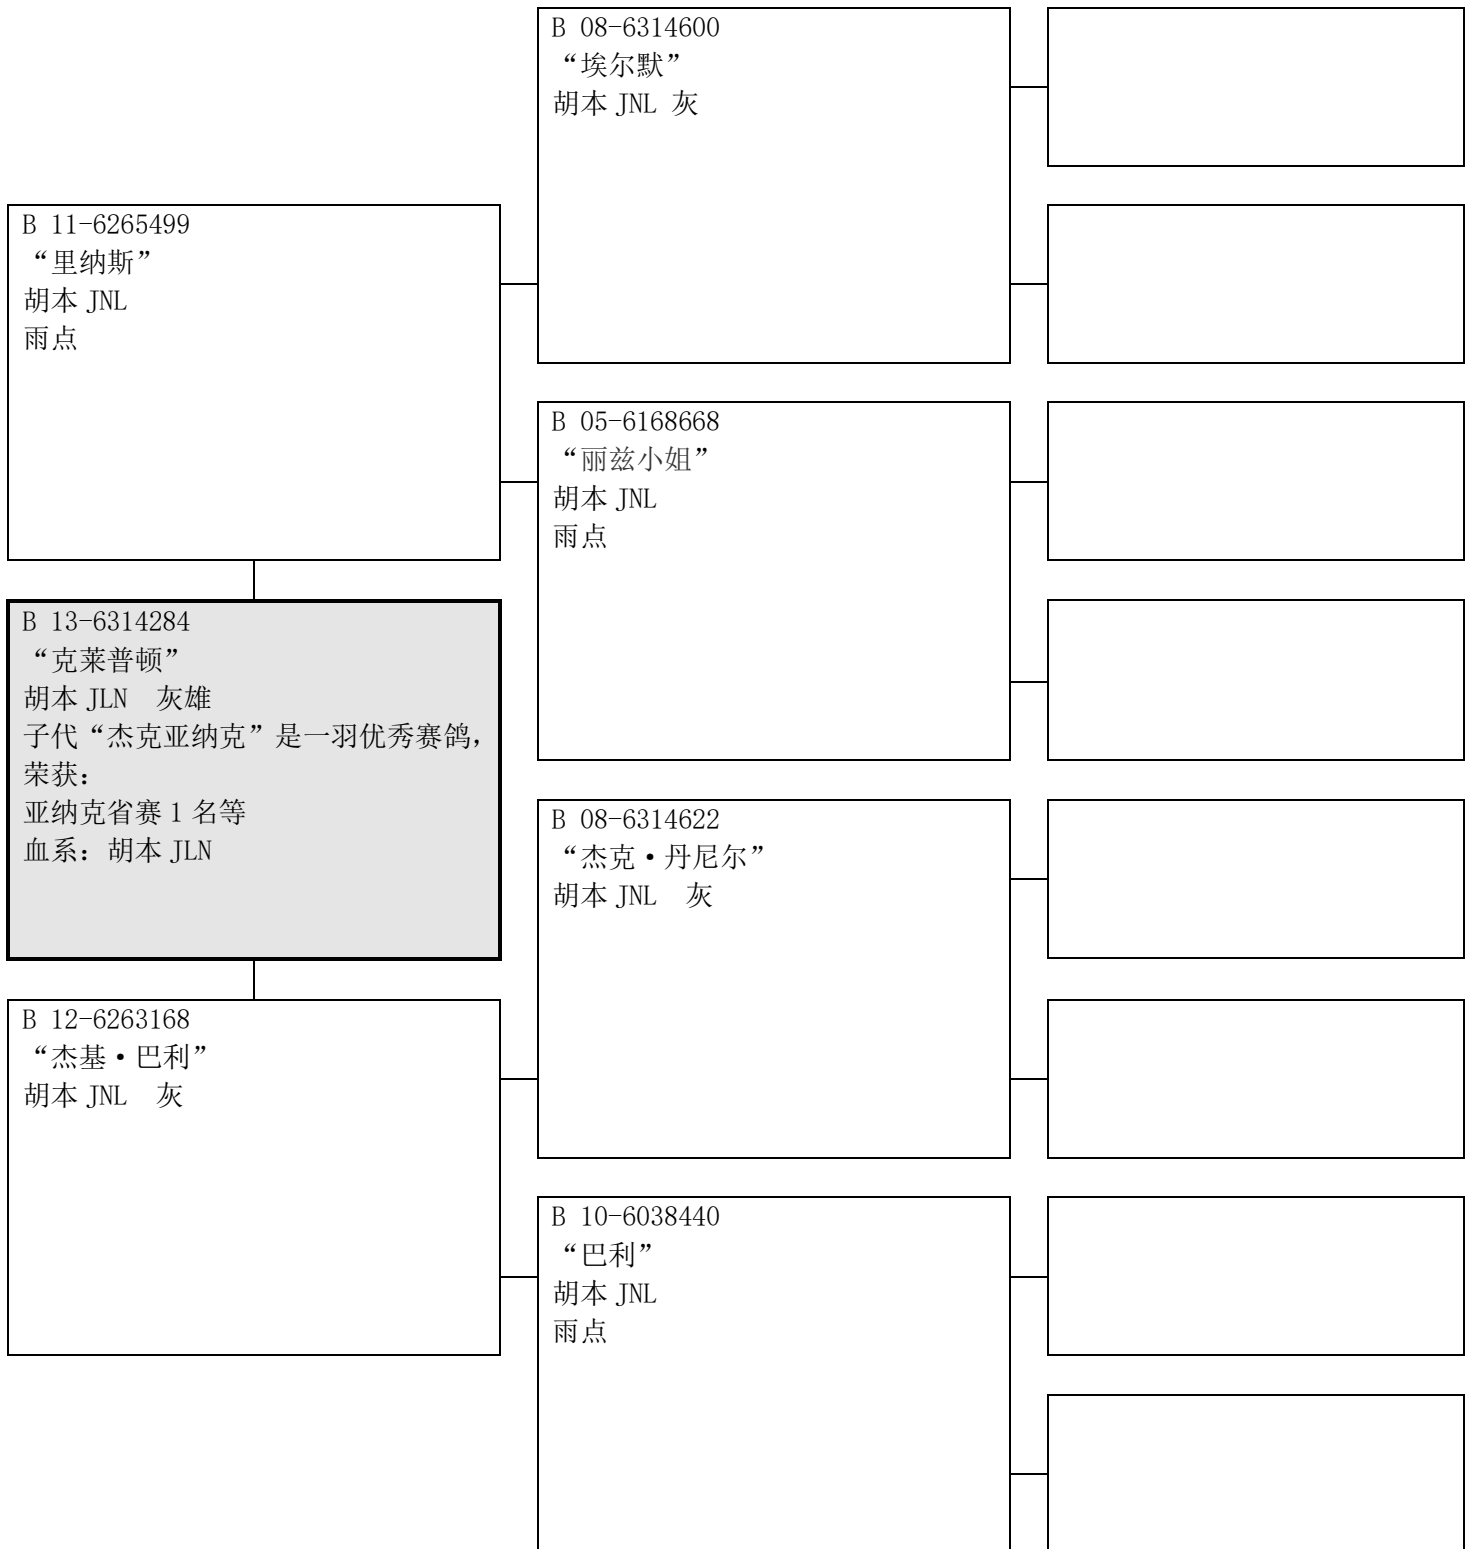 B 08-6314600
“埃尔默”
胡本 JNL 灰
B 11-6265499
“里纳斯”
胡本 JNL
雨点
B 05-6168668
“丽兹小姐”
胡本 JNL
雨点
B 13-6314284
“克莱普顿”
胡本 JLN 灰雄
子代“杰克亚纳克”是一羽优秀赛鸽，
荣获：
亚纳克省赛 1 名等
血系：胡本 JLN
B 08-6314622
“杰克·丹尼尔”
胡本 JNL 灰
B 12-6263168
“杰基·巴利”
胡本 JNL 灰
B 10-6038440
“巴利”
胡本 JNL
雨点